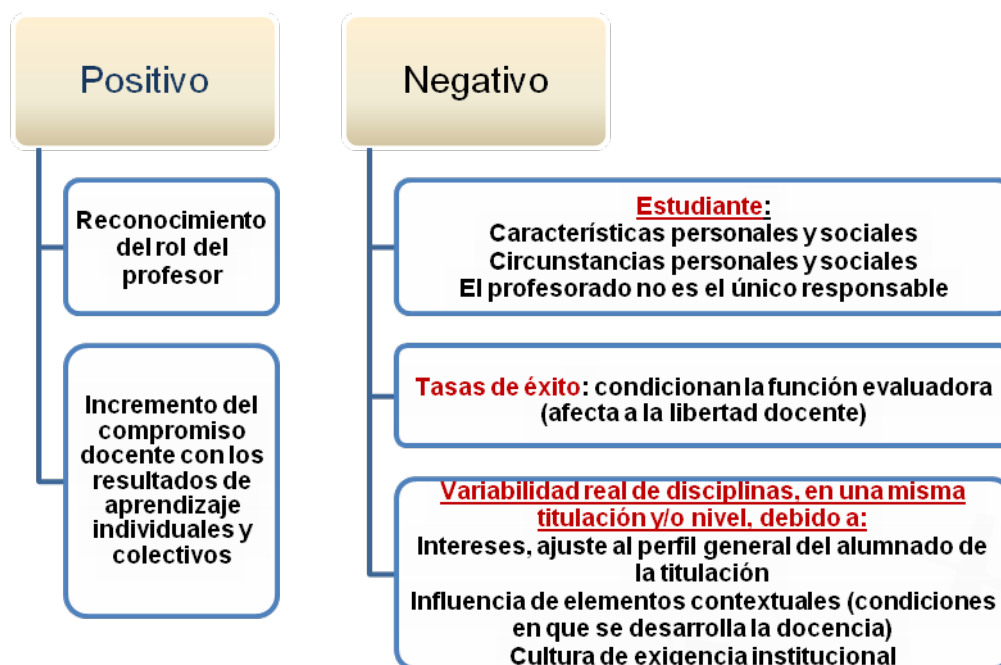 Positivo
Reconocimiento
del rol del
profesor
Incremento del
compromiso
docente con los
resultados de
aprendizaje
individuales y
colectivos
Negativo
Estudiante:
Características personales y sociales
Circunstancias personales y sociales
El profesorado no es el único responsable
Tasas de éxito: condicionan la función evaluadora
(afecta a la libertad docente)
Variabilidad real de disciplinas, en una misma
titulación y/o nivel, debido a:
Intereses, ajuste al perfil general del alumnado de
la titulación
Influencia de elementos contextuales (condiciones
en que se desarrolla la docencia)
Cultura de exigencia institucional